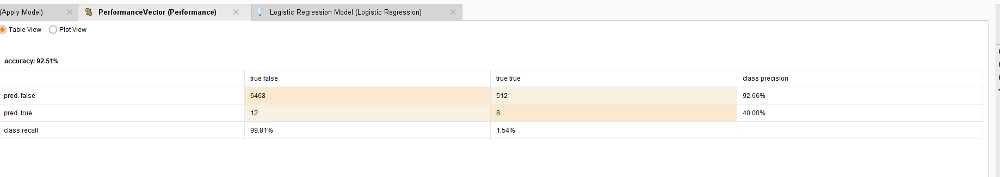 (Apply Model) PerformanceVector (Performance) Logistic Regression Model (Logistic Regression)
Table View Plot View
accuracy: 92.51%
true false true true class precision
pred. false 6468 512 92.66%
pred. true 12 8 40.00%
class recall 99.81% 1.54%